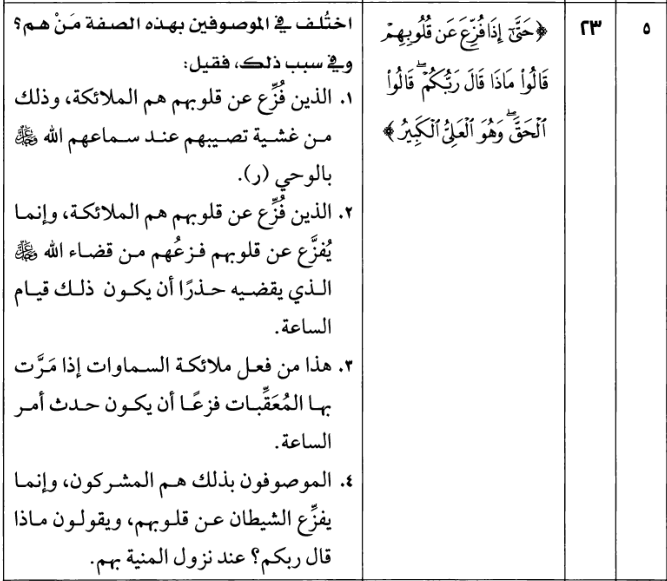 ٥
٢٣
﴿حَتَّىٰٓ إِذَا فُزِّعَ عَن قُلُوبِهِمْ
قَالُوا۟ مَاذَا قَالَ رَبُّكُمْ ۖ قَالُوا۟
الْحَقَّ ۖ وَهُوَ الْعَلِىُّ الْكَبِيرُ﴾
اختُلف في الموصوفين بهذه الصفة مَنْ هم؟
وفي سبب ذلك، فقيل:
١. الذين فُزِّع عن قلوبهم هم الملائكة، وذلك
من غشية تصيبهم عند سماعهم الله ﷻ
بالوحي (ر).
٢. الذين فُزِّع عن قلوبهم هم الملائكة، وإنما
يُفزَّع عن قلوبهم فزعُهم من قضاء الله ﷻ
الذي يقضيه حذرًا أن يكون ذلك قيام
الساعة.
٣. هذا من فعل ملائكة السماوات إذا مَرَّت
بها المُعَقِّبات فزعًا أن يكون حدث أمر
الساعة.
٤. الموصوفون بذلك هم المشركون، وإنما
يفزِّع الشيطان عن قلوبهم، ويقولون ماذا
قال ربكم؟ عند نزول المنية بهم.